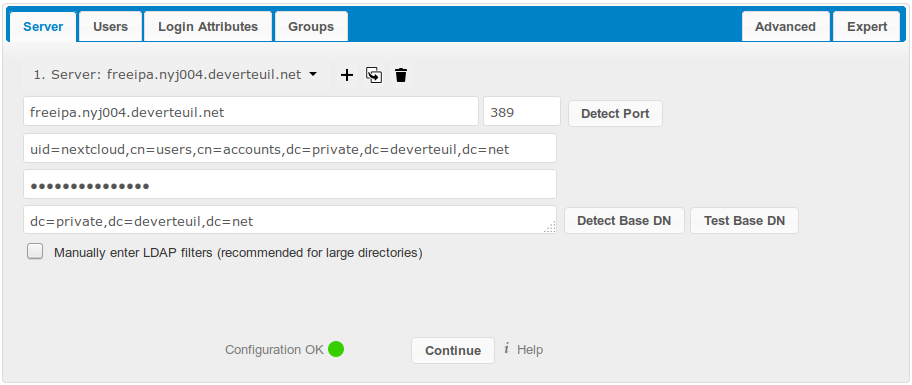 Server Users Login Attributes Groups Advanced Expert
1. Server: freeipa.nyj004.deverteuil.net
freeipa.nyj004.deverteuil.net 389 Detect Port
uid=nextcloud,cn=users,cn=accounts,dc=private,dc=deverteuil,dc=net
●●●●●●●●●●●●●●●
dc=private,dc=deverteuil,dc=net Detect Base DN Test Base DN
Manually enter LDAP filters (recommended for large directories)
Configuration OK Continue i Help